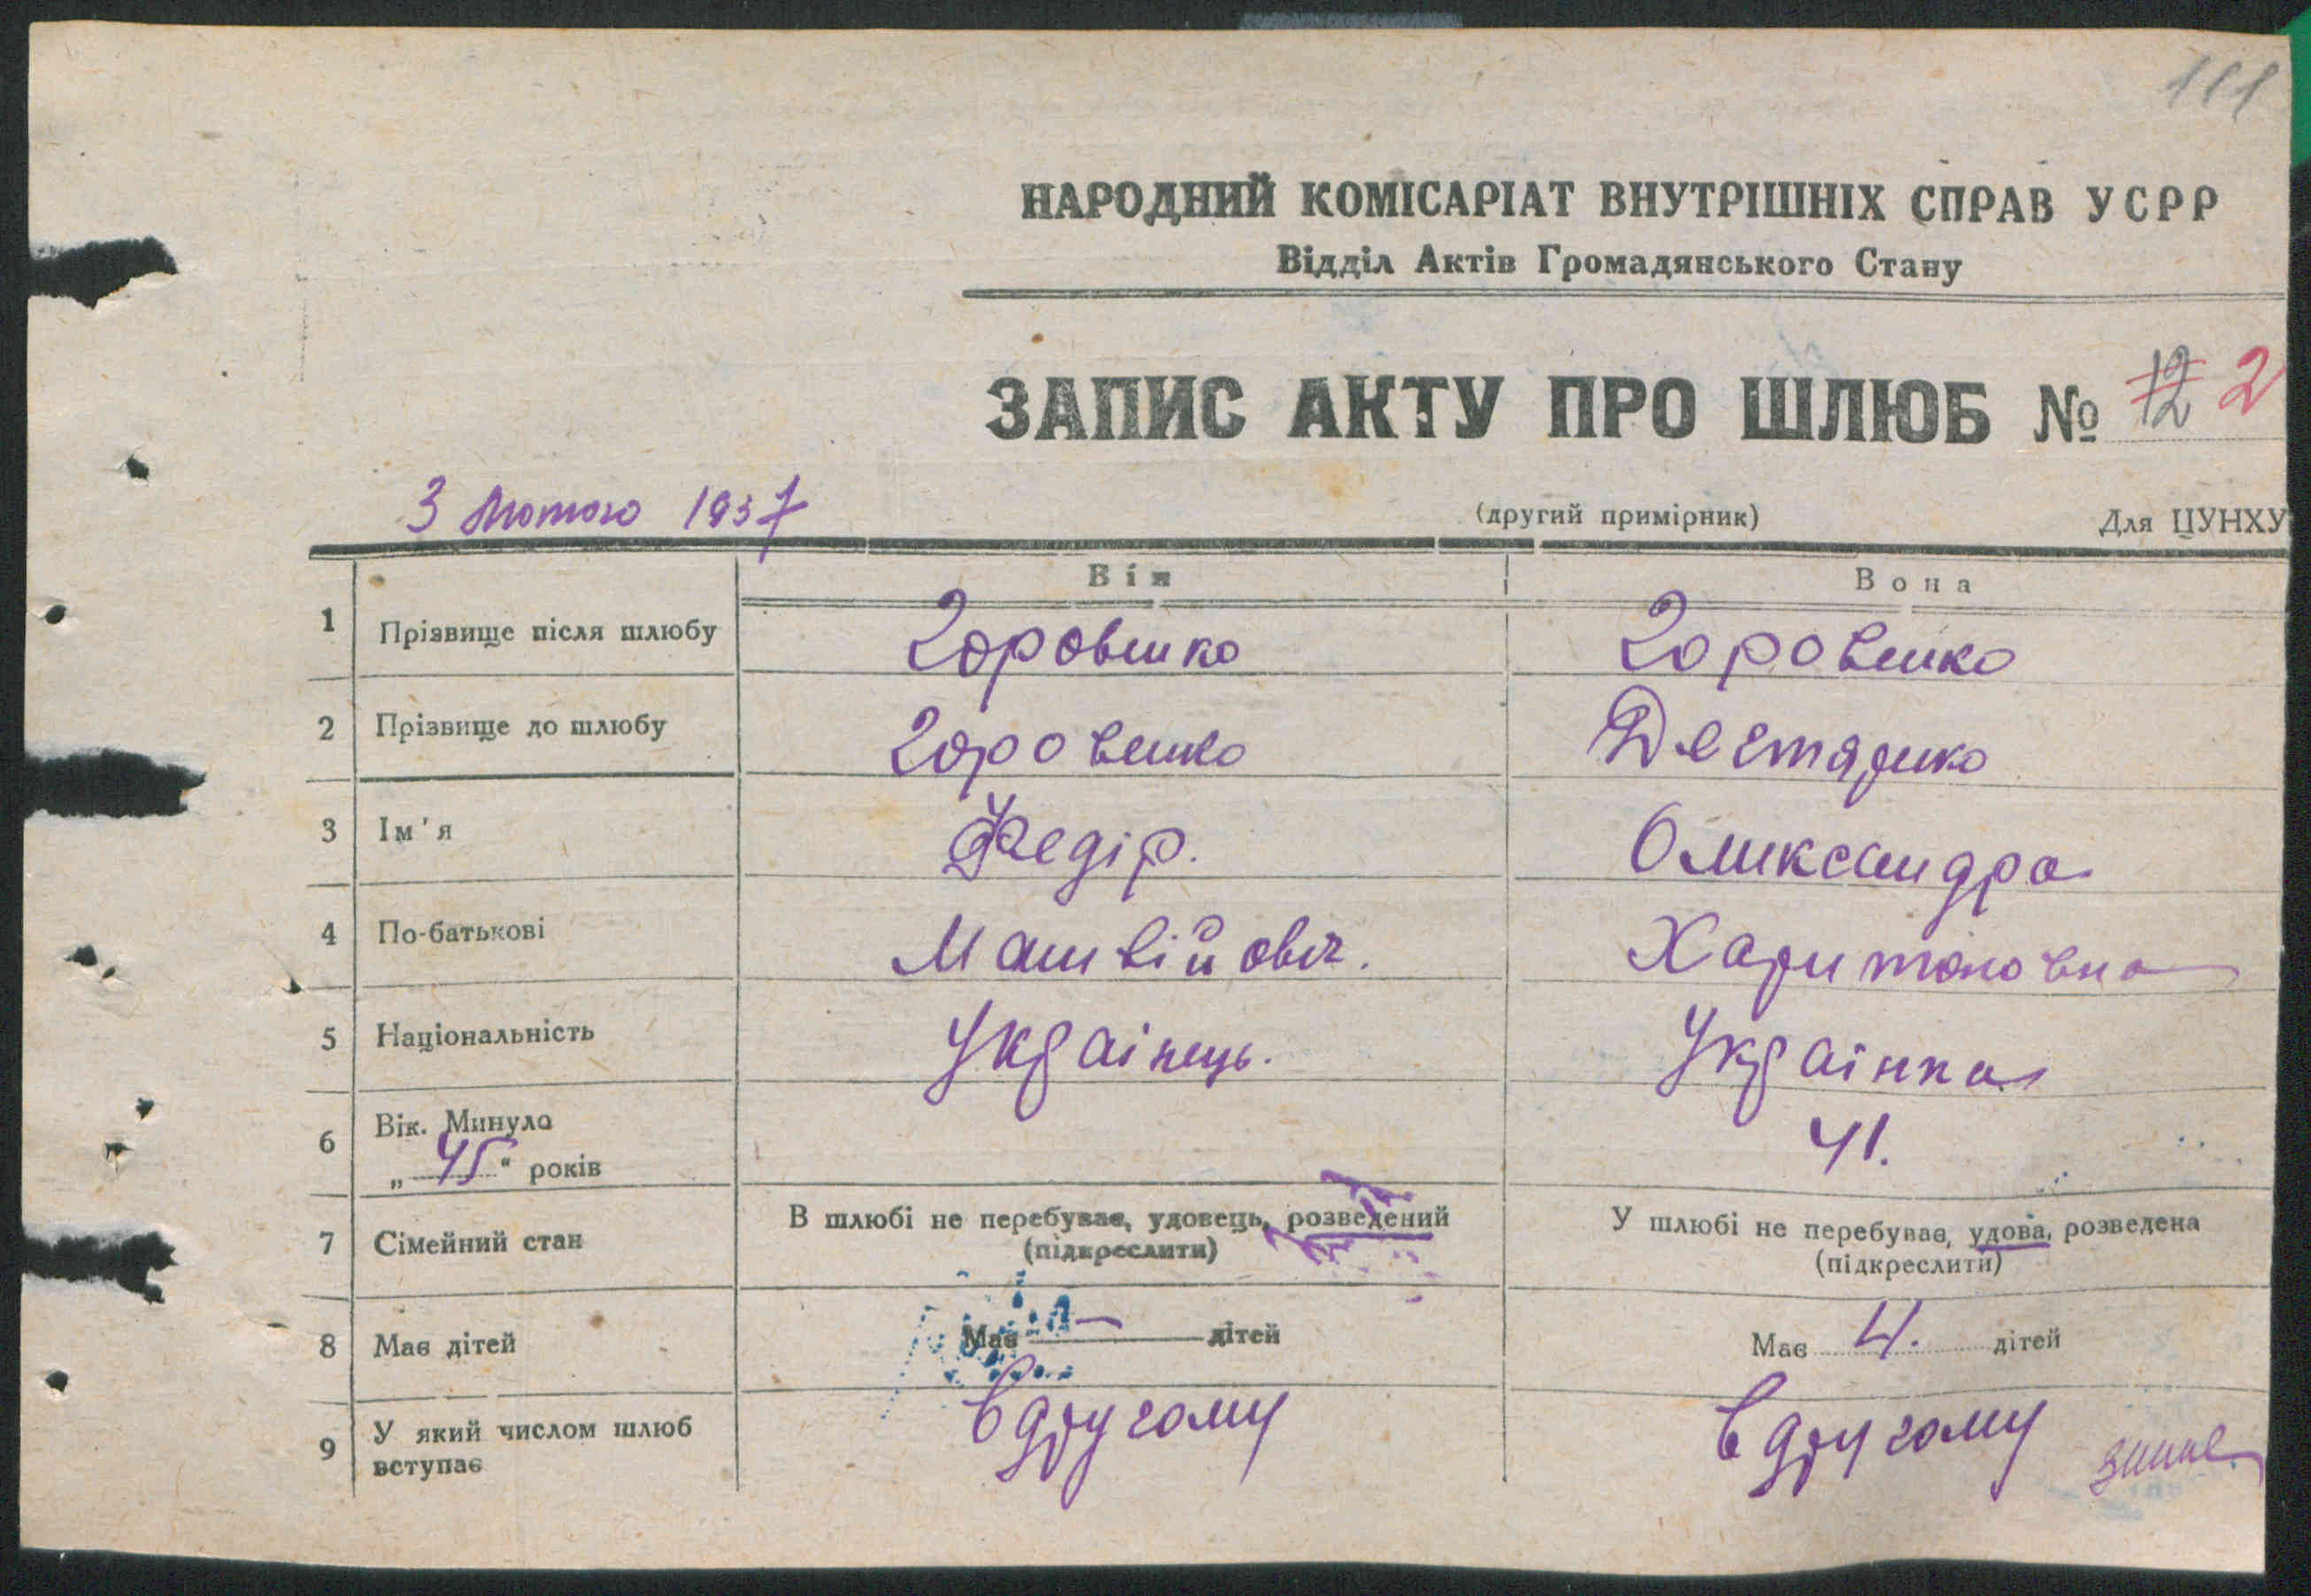 111
НАРОДНИЙ КОМІСАРІАТ ВНУТРІШНІХ СПРАВ УСРР
Відділ Актів Громадянського Стану
ЗАПИС АКТУ ПРО ШЛЮБ № 12 2
3 Лютого 1937
(другий примірник) Для ЦУНХУ
Він Вона
1 Прізвище після шлюбу Горовенко Горовенко
2 Прізвище до шлюбу Горовенко
3 Ім'я Федір. Олександра
4 По-батькові Матвійович. Харитоновна
5 Національність Українець. Українка
6 Вік. Минуло „45“ років 41.
7 Сімейний стан В шлюбі не перебуває, удовець, розведений (підкреслити) У шлюбі не перебуває, удова, розведена (підкреслити)
8 Має дітей Має — дітей Має 4. дітей
9 У який числом шлюб вступає в другому в другому